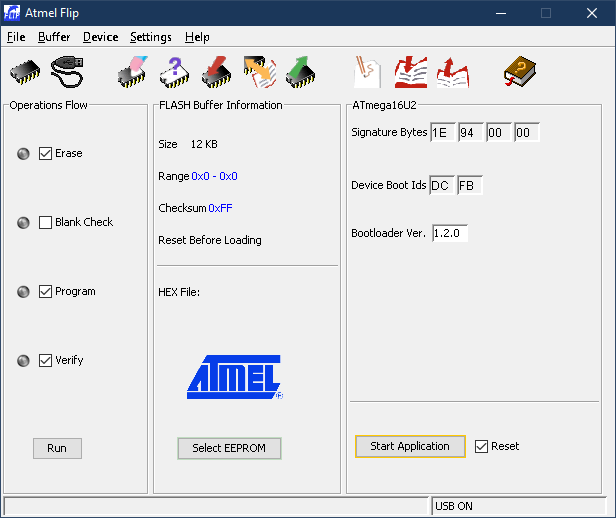 Atmel Flip
File Buffer Device Settings Help
Operations Flow
Erase
Blank Check
Program
Verify
Run
FLASH Buffer Information
Size 12 KB
Range 0x0 - 0x0
Checksum 0xFF
Reset Before Loading
HEX File:
ATMEL®
Select EEPROM
ATmega16U2
Signature Bytes 1E 94 00 00
Device Boot Ids DC FB
Bootloader Ver. 1.2.0
Start Application Reset
USB ON